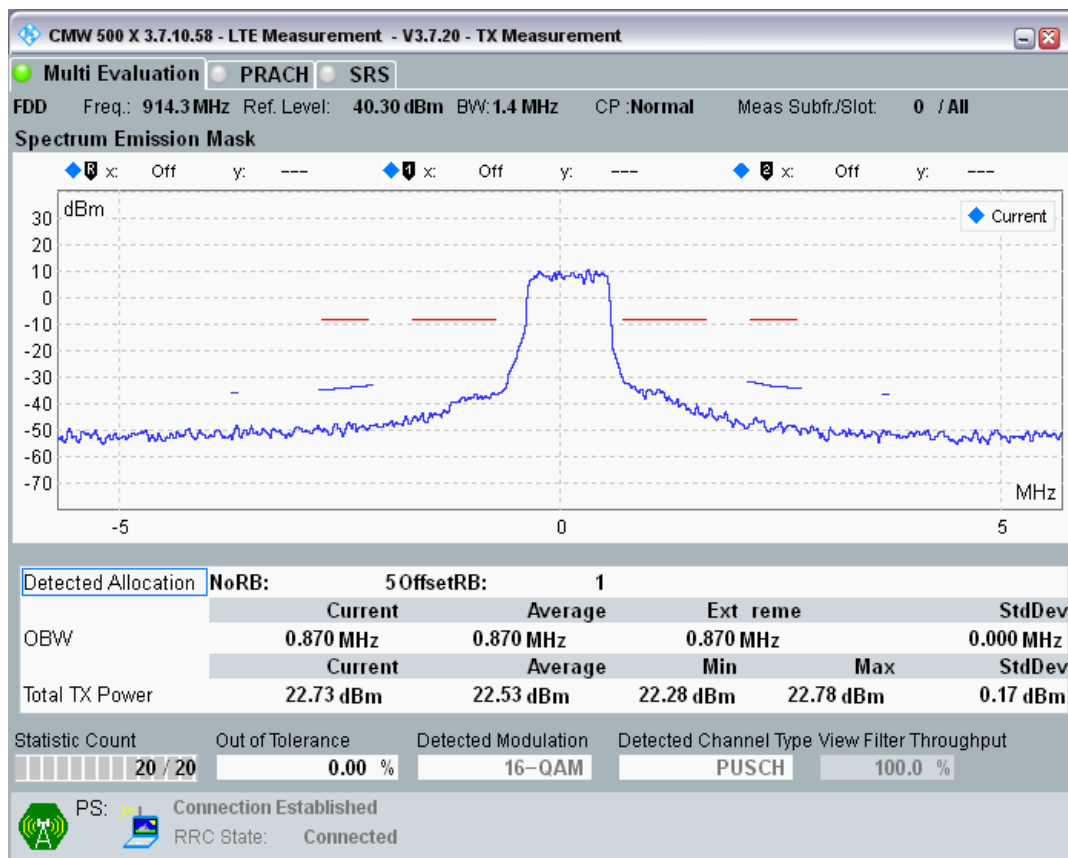 CMW 500 X 3.7.10.58 - LTE Measurement - V3.7.20 - TX Measurement
Multi Evaluation PRACH SRS
FDD Freq.: 914.3 MHz Ref. Level: 40.30 dBm BW: 1.4 MHz CP :Normal Meas Subfr./Slot: 0 / All
Spectrum Emission Mask
R x: Off y: --- 1 x: Off y: --- 2 x: Off y: ---
dBm
Current
30
20
10
0
-10
-20
-30
-40
-50
-60
-70
MHz
-5 0 5
Detected Allocation NoRB: 5 OffsetRB: 1
Current Average Ext reme StdDev
OBW 0.870 MHz 0.870 MHz 0.870 MHz 0.000 MHz
Current Average Min Max StdDev
Total TX Power 22.73 dBm 22.53 dBm 22.28 dBm 22.78 dBm 0.17 dBm
Statistic Count Out of Tolerance Detected Modulation Detected Channel Type View Filter Throughput
20 / 20 0.00 % 16-QAM PUSCH 100.0 %
PS: Connection Established
RRC State: Connected